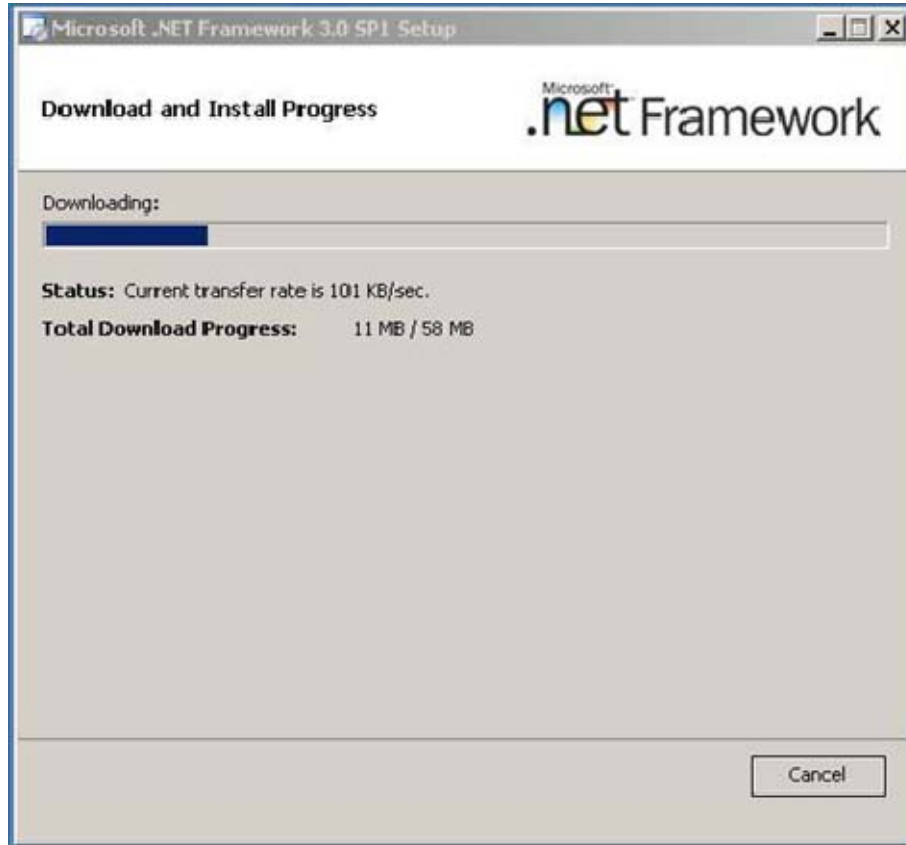 Microsoft .NET Framework 3.0 SP1 Setup
Download and Install Progress
Microsoft
.net Framework
Downloading:
Status: Current transfer rate is 101 KB/sec.
Total Download Progress: 11 MB / 58 MB
Cancel